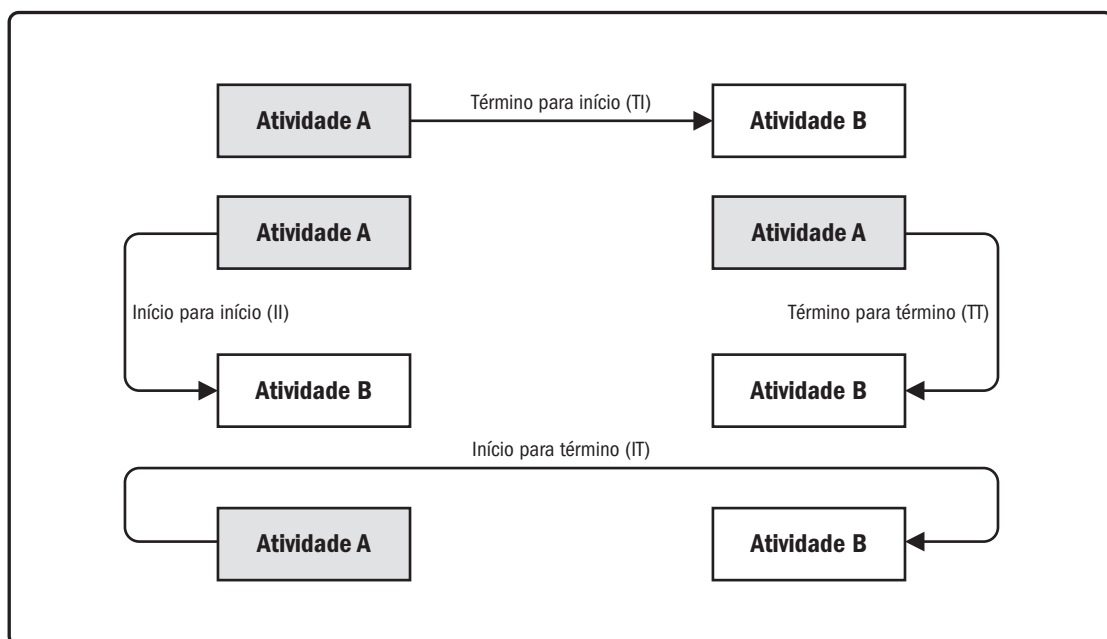 Atividade A
Término para início (TI)
Atividade B
Atividade A
Atividade A
Início para início (II)
Término para término (TT)
Atividade B
Atividade B
Início para término (IT)
Atividade A
Atividade B